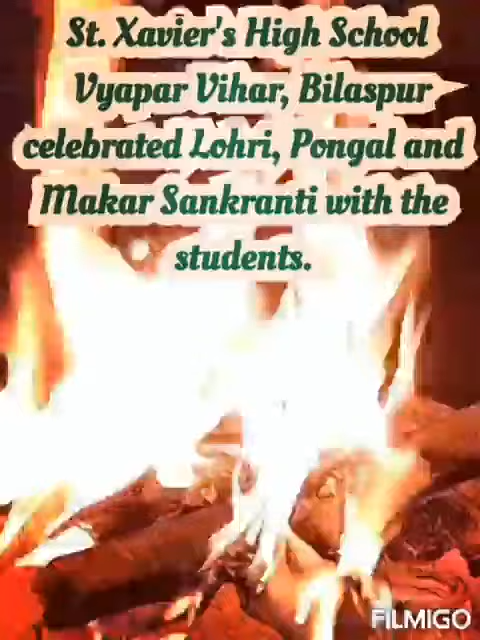 St. Xavier's High School
Vyapar Vihar, Bilaspur
celebrated Lohri, Pongal and
Makar Sankranti with the
students.
FILMIGO